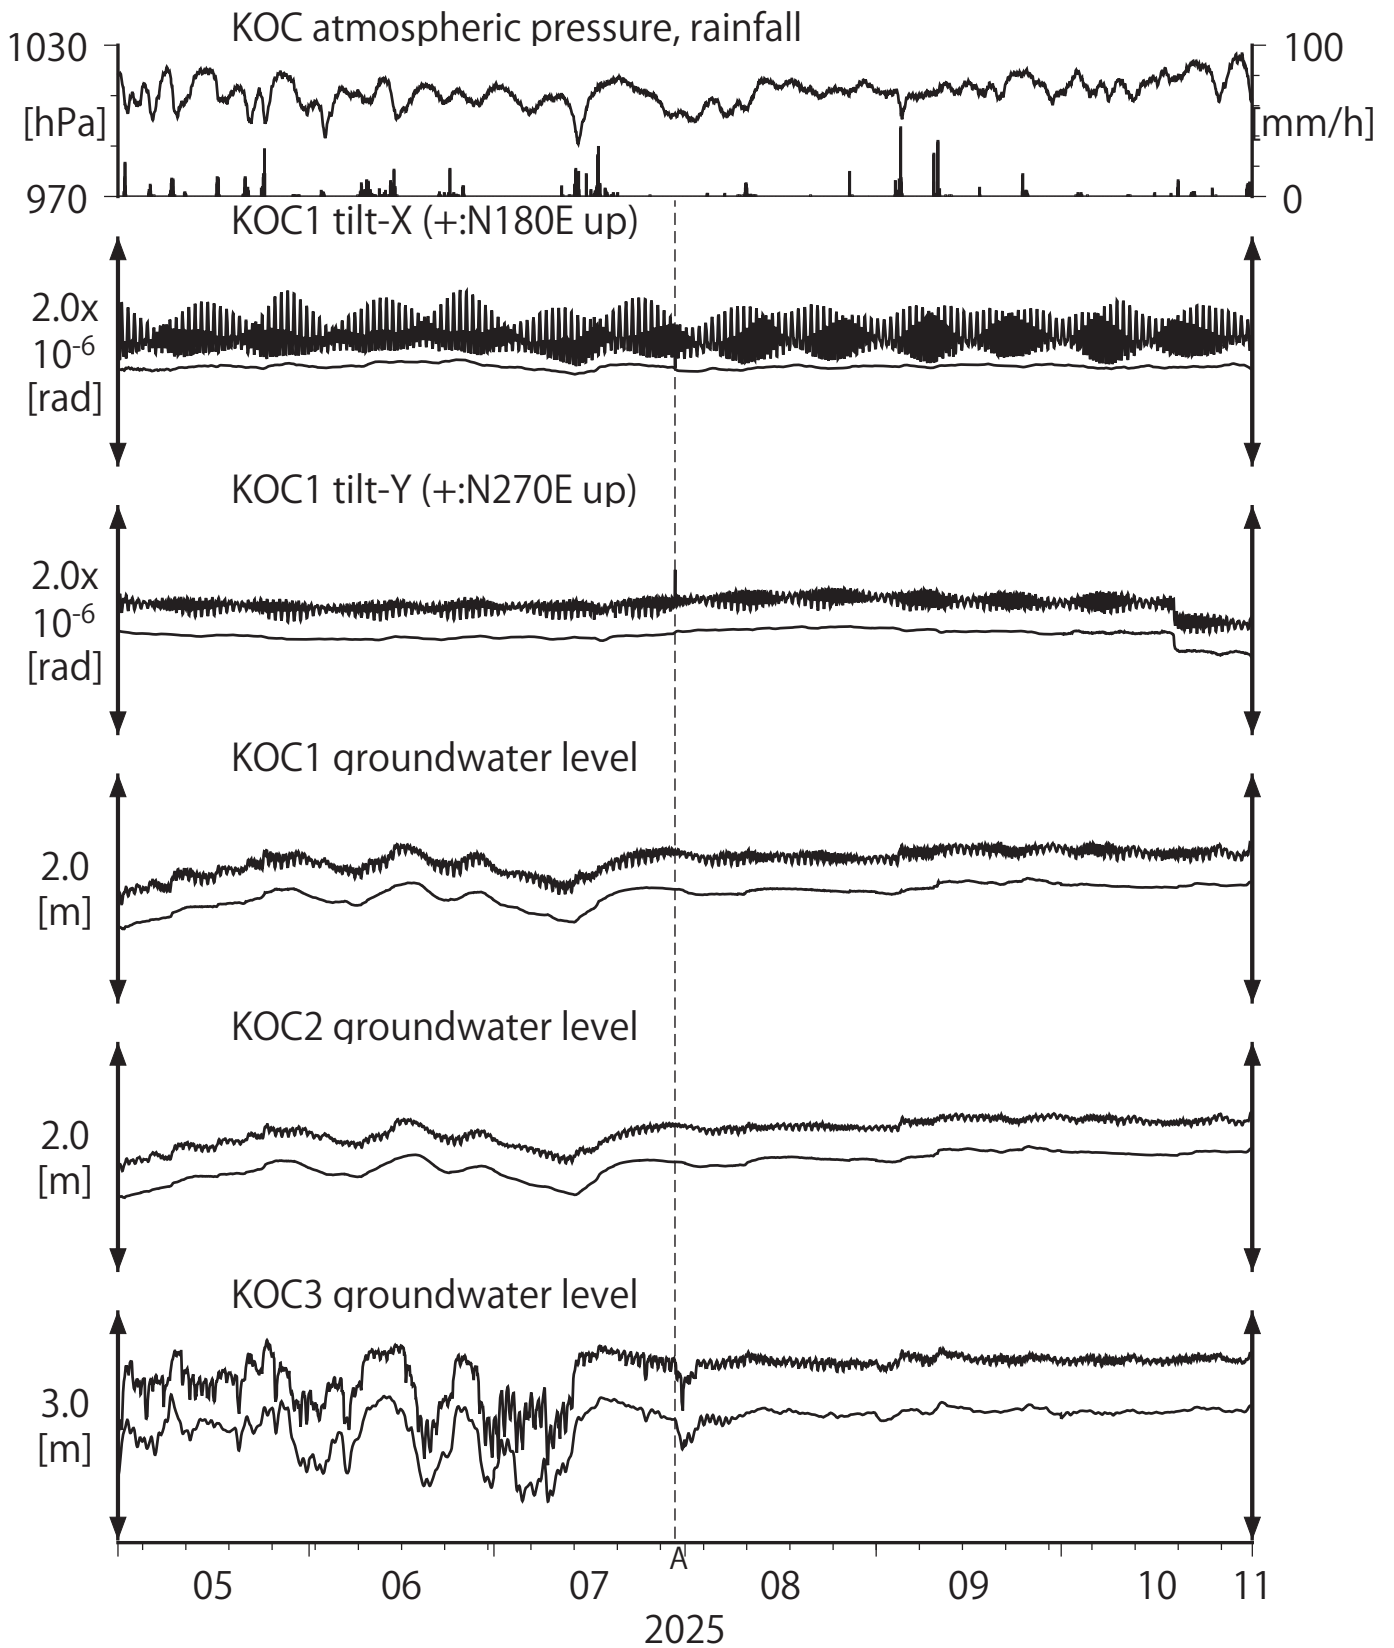 KOC atmospheric pressure, rainfall
1030
100
[hPa]
[mm/h]
970
0
KOC1 tilt-X (+:N180E up)
2.0x
10⁻⁶
[rad]
KOC1 tilt-Y (+:N270E up)
2.0x
10⁻⁶
[rad]
KOC1 groundwater level
2.0
[m]
KOC2 groundwater level
2.0
[m]
KOC3 groundwater level
3.0
[m]
A
05 06 07 08 09 10 11
2025